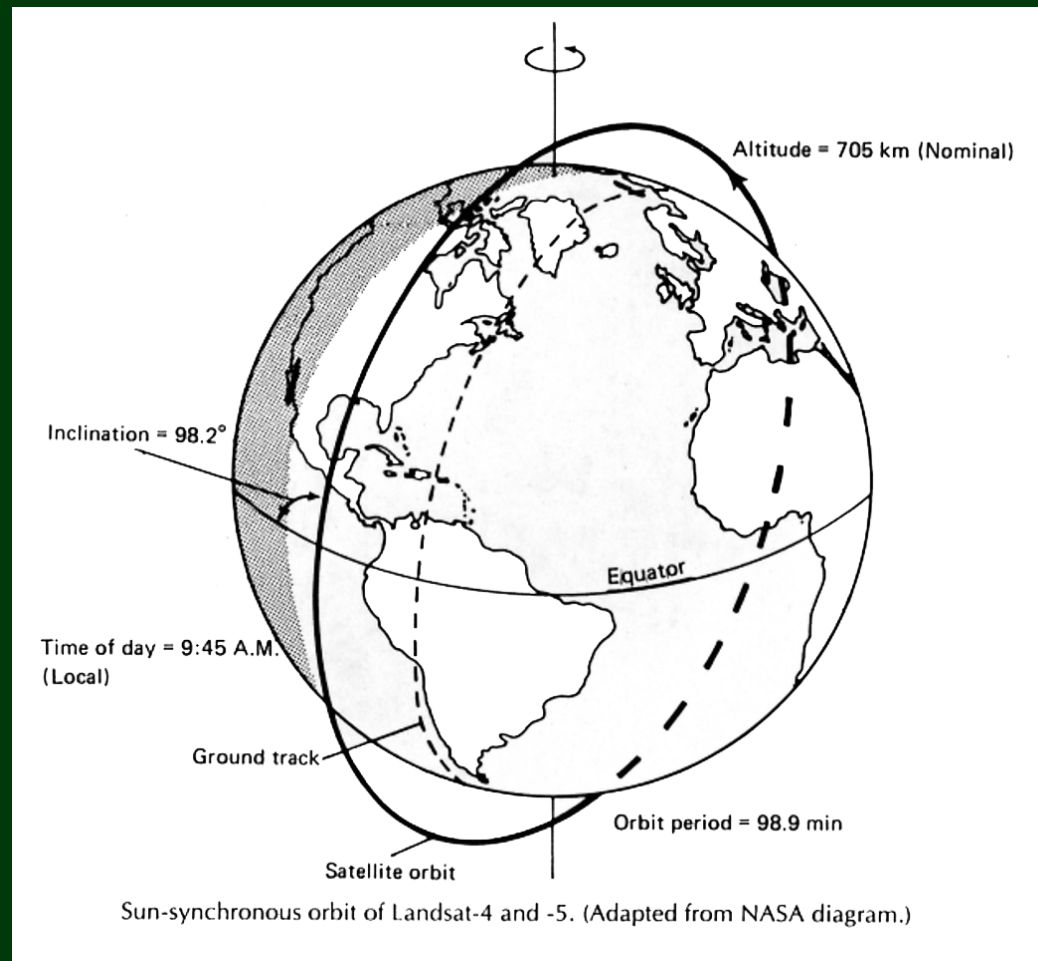 Altitude = 705 km (Nominal)
Inclination = 98.2°
Equator
Time of day = 9:45 A.M.
(Local)
Ground track
Orbit period = 98.9 min
Satellite orbit
Sun-synchronous orbit of Landsat-4 and -5. (Adapted from NASA diagram.)